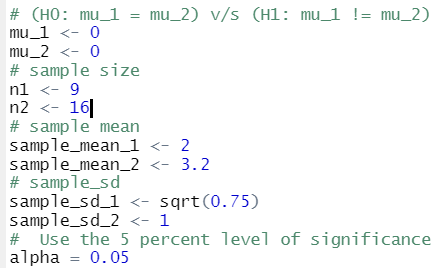 # (H0: mu_1 = mu_2) v/s (H1: mu_1 != mu_2)
mu_1 <- 0
mu_2 <- 0
# sample size
n1 <- 9
n2 <- 16
# sample mean
sample_mean_1 <- 2
sample_mean_2 <- 3.2
# sample_sd
sample_sd_1 <- sqrt(0.75)
sample_sd_2 <- 1
#  Use the 5 percent level of significance
alpha = 0.05